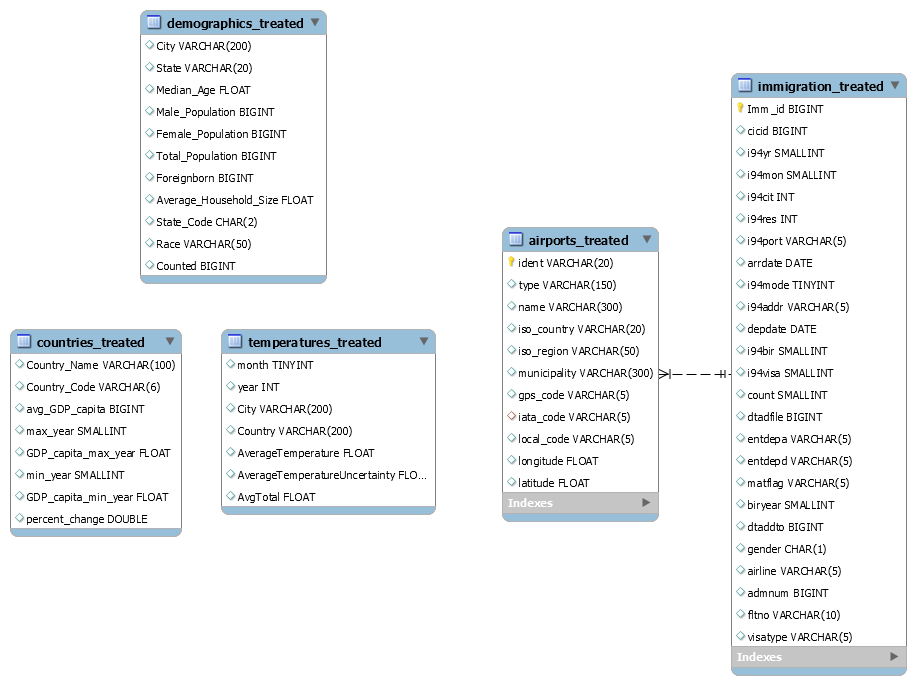 demographics_treated
City VARCHAR(200)
State VARCHAR(20)
Median_Age FLOAT
Male_Population BIGINT
Female_Population BIGINT
Total_Population BIGINT
Foreignborn BIGINT
Average_Household_Size FLOAT
State_Code CHAR(2)
Race VARCHAR(50)
Counted BIGINT
countries_treated
Country_Name VARCHAR(100)
Country_Code VARCHAR(6)
avg_GDP_capita BIGINT
max_year SMALLINT
GDP_capita_max_year FLOAT
min_year SMALLINT
GDP_capita_min_year FLOAT
percent_change DOUBLE
temperatures_treated
month TINYINT
year INT
City VARCHAR(200)
Country VARCHAR(200)
AverageTemperature FLOAT
AverageTemperatureUncertainty FLO...
AvgTotal FLOAT
airports_treated
ident VARCHAR(20)
type VARCHAR(150)
name VARCHAR(300)
iso_country VARCHAR(20)
iso_region VARCHAR(50)
municipality VARCHAR(300)
gps_code VARCHAR(5)
iata_code VARCHAR(5)
local_code VARCHAR(5)
longitude FLOAT
latitude FLOAT
Indexes
immigration_treated
Imm_id BIGINT
cicid BIGINT
i94yr SMALLINT
i94mon SMALLINT
i94cit INT
i94res INT
i94port VARCHAR(5)
arrdate DATE
i94mode TINYINT
i94addr VARCHAR(5)
depdate DATE
i94bir SMALLINT
i94visa SMALLINT
count SMALLINT
dtadfile BIGINT
entdepa VARCHAR(5)
entdepd VARCHAR(5)
matflag VARCHAR(5)
biryear SMALLINT
dtaddto BIGINT
gender CHAR(1)
airline VARCHAR(5)
admnum BIGINT
fltno VARCHAR(10)
visatype VARCHAR(5)
Indexes